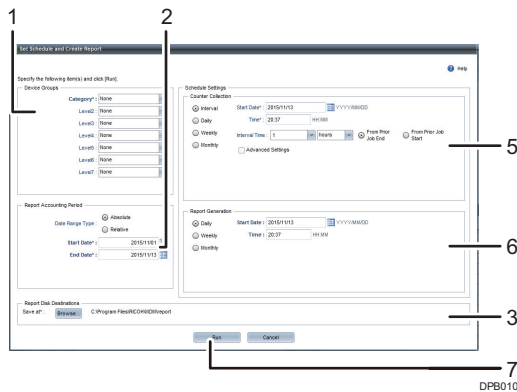 1
2
Set Schedule and Create Report
Help
Specify the following item(s) and click [Run].
Device Groups
Category* : None
Level2 : None
Level3 : None
Level4 : None
Level5 : None
Level6 : None
Level7 : None
Schedule Settings
Counter Collection
Interval
Daily
Weekly
Monthly
Start Date* : 2015/11/13 YYYY/MM/DD
Time* : 20:37 HH:MM
Interval Time : 1 hours From Prior Job End From Prior Job Start
Advanced Settings
5
Report Accounting Period
Date Range Type : Absolute
Relative
Start Date* : 2015/11/01
End Date* : 2015/11/13
Report Generation
Daily
Weekly
Monthly
Start Date : 2015/11/13 YYYY/MM/DD
Time : 20:37 HH:MM
6
Report Disk Destinations
Save at* : Browse... C:\Program Files\RICOH\WDM\report
3
Run
Cancel
7
DPB010